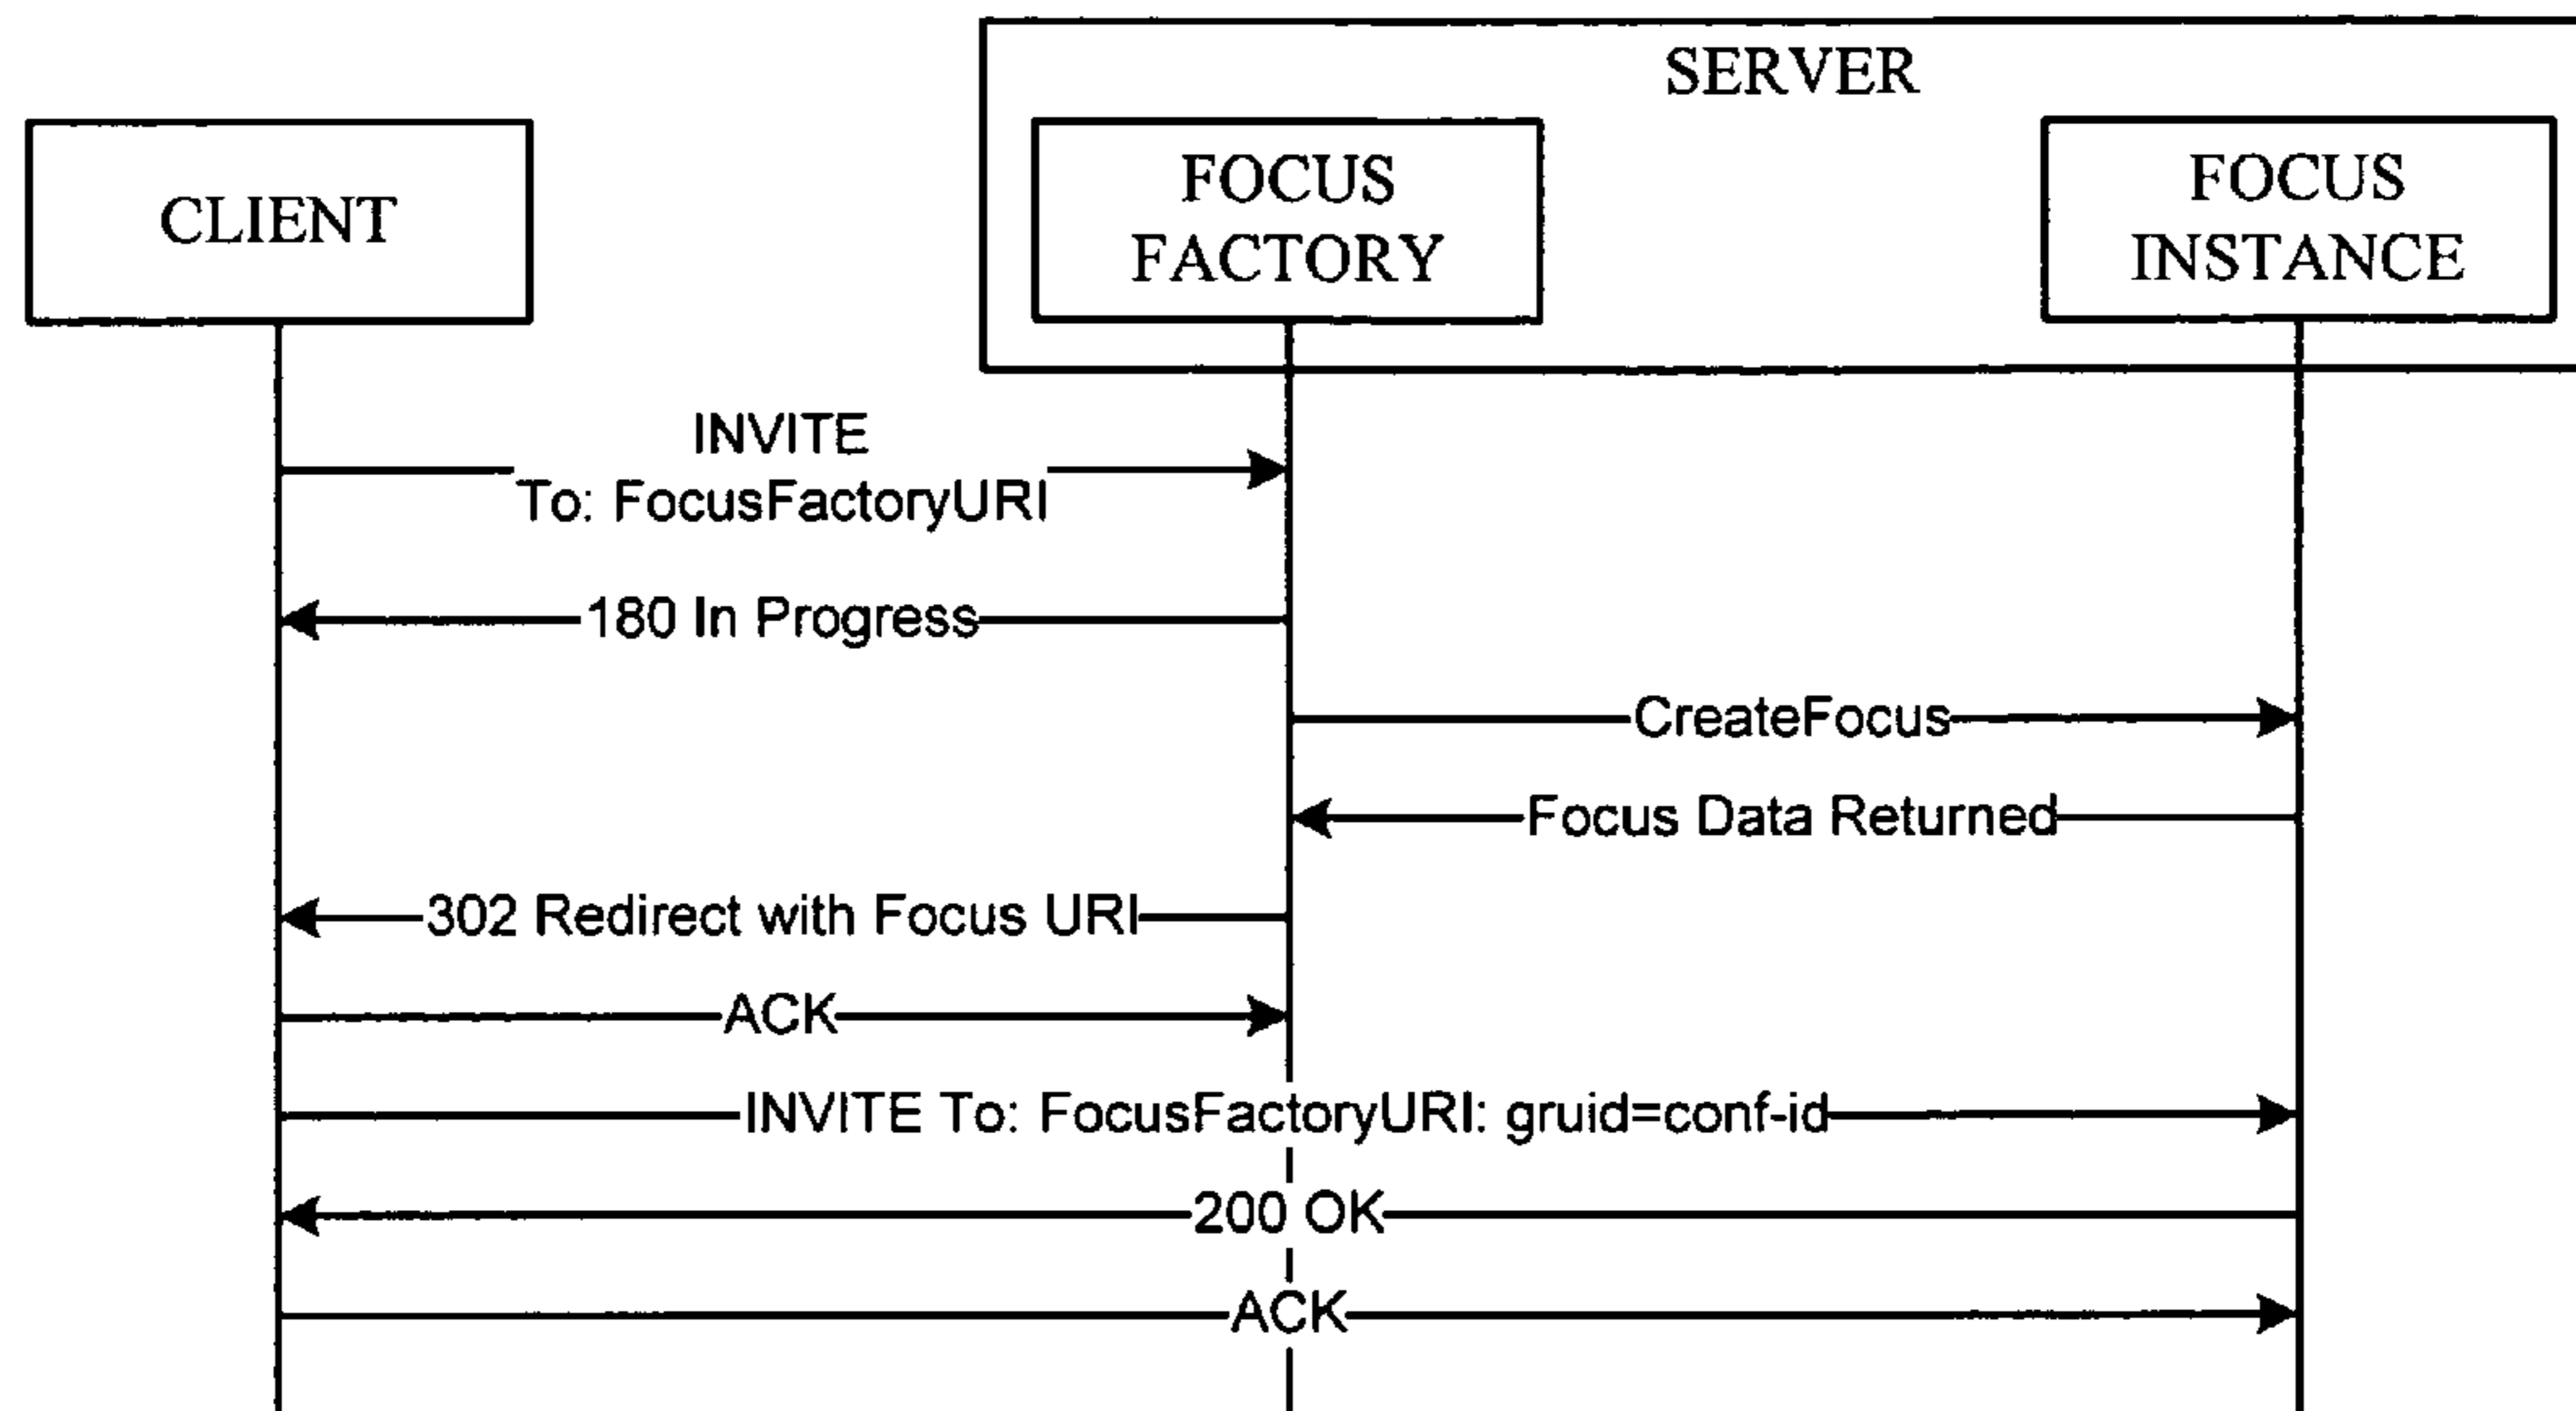 SERVER
CLIENT
FOCUS
FACTORY
FOCUS
INSTANCE
INVITE
To: FocusFactoryURI
180 In Progress
CreateFocus
Focus Data Returned
302 Redirect with Focus URI
ACK
INVITE To: FocusFactoryURI: gruid=conf-id
200 OK
ACK